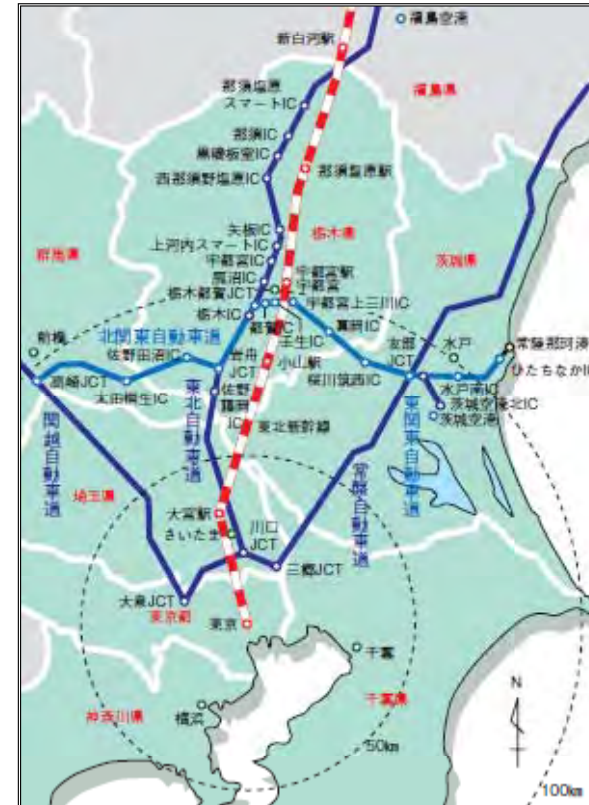 福島空港
新白河駅
福島県
那須塩原
スマートIC
那須IC
黒磯板室IC
那須塩原駅
西那須野塩原IC
矢板IC
栃木県
上河内スマートIC
群馬県
宇都宮IC
茨城県
鹿沼IC
宇都宮駅
栃木都賀JCT
宇都宮
宇都宮上三川IC
栃木IC
都賀IC
壬生IC
真岡IC
前橋
北関東自動車道
友部
JCT
水戸
常陸那珂港
佐野田沼IC
岩舟
JCT
小山駅
ひたちなかIC
高崎JCT
桜川筑西IC
水戸南IC
太田桐生IC
佐野
藤岡
IC
茨城空港北IC
茨城空港
東北新幹線
関越自動車道
東北自動車道
常磐自動車道
東関東自動車道
埼玉県
大宮駅
さいたま
川口
JCT
三郷JCT
大泉JCT
東京都
東京
千葉
神奈川県
横浜
千葉県
N
50km
100km